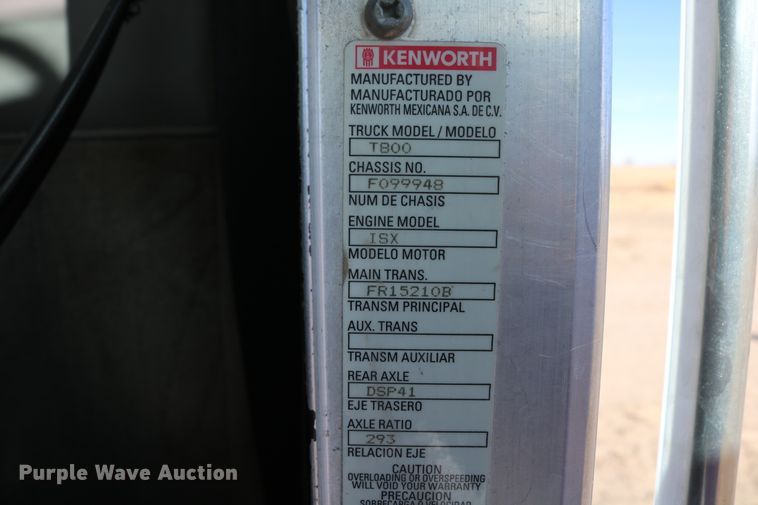 KENWORTH
MANUFACTURED BY
MANUFACTURADO POR
KENWORTH MEXICANA S.A. DE C.V.
TRUCK MODEL / MODELO
T800
CHASSIS NO.
F099948
NUM DE CHASIS
ENGINE MODEL
ISX
MODELO MOTOR
MAIN TRANS.
FR15210B
TRANSM PRINCIPAL
AUX. TRANS
TRANSM AUXILIAR
REAR AXLE
DSP41
EJE TRASERO
AXLE RATIO
293
RELACION EJE
CAUTION
OVERLOADING OR OVERSPEEDING
WILL VOID YOUR WARRANTY
PRECAUCION
SOBRECARGA O VELOCIDAD
Purple Wave Auction